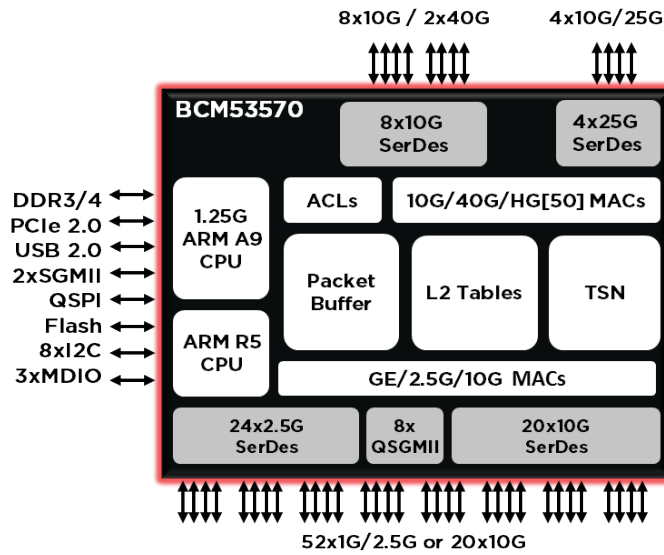 8x10G / 2x40G
4x10G/25G
BCM53570
8x10G
SerDes
4x25G
SerDes
DDR3/4
PCIe 2.0
USB 2.0
2xSGMII
QSPI
Flash
8xI2C
3xMDIO
1.25G
ARM A9
CPU
ACLs
10G/40G/HG[50] MACs
Packet
Buffer
L2 Tables
TSN
ARM R5
CPU
GE/2.5G/10G MACs
24x2.5G
SerDes
8x
QSGMII
20x10G
SerDes
52x1G/2.5G or 20x10G